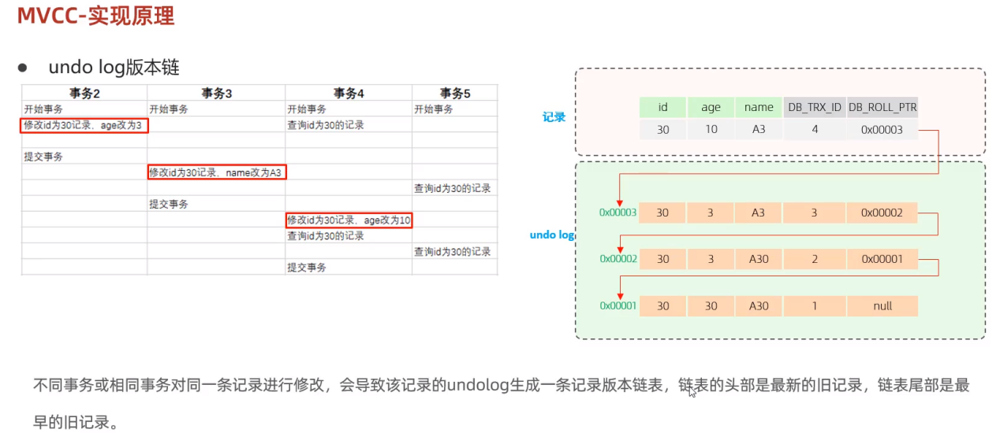 MVCC-实现原理
● undo log版本链
事务2 事务3 事务4 事务5
开始事务 开始事务 开始事务 开始事务
修改id为30记录，age改为3 查询id为30的记录
提交事务
修改id为30记录，name改为A3
查询id为30的记录
提交事务
修改id为30记录，age改为10
查询id为30的记录
查询id为30的记录
提交事务
记录
id age name DB_TRX_ID DB_ROLL_PTR
30 10 A3 4 0x00003
undo log
0x00003 30 3 A3 3 0x00002
0x00002 30 3 A30 2 0x00001
0x00001 30 30 A30 1 null
不同事务或相同事务对同一条记录进行修改，会导致该记录的undolog生成一条记录版本链表，链表的头部是最新的旧记录，链表尾部是最
早的旧记录。